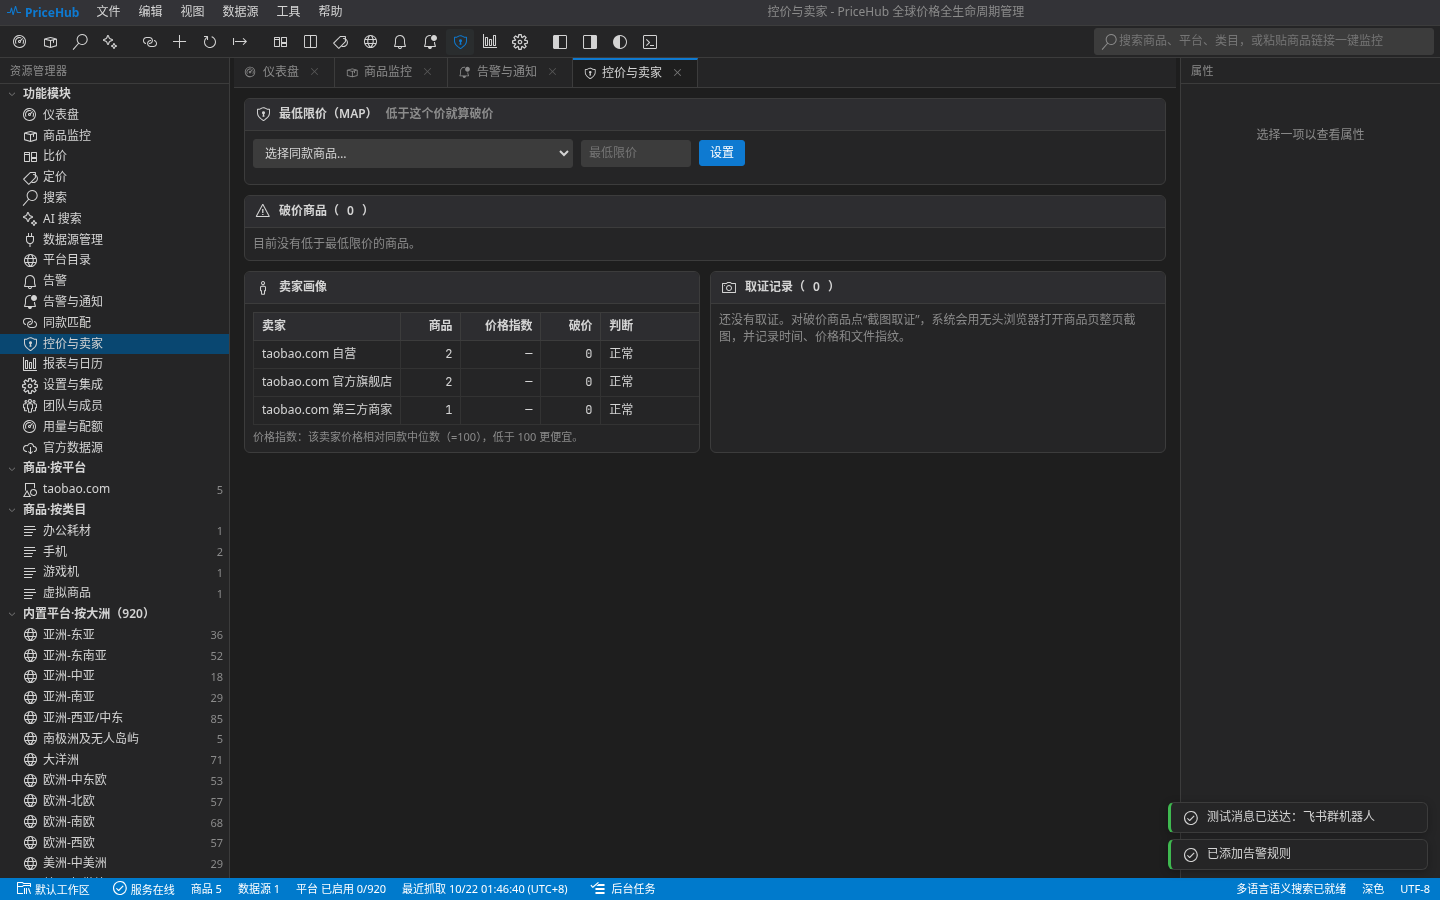 PriceHub 文件 编辑 视图 数据源 工具 帮助 控价与卖家 - PriceHub 全球价格全生命周期管理
搜索商品、平台、类目，或粘贴商品链接一键监控
资源管理器
功能模块
仪表盘
商品监控
比价
定价
搜索
AI 搜索
数据源管理
平台目录
告警
告警与通知
同款匹配
控价与卖家
报表与日历
设置与集成
团队与成员
用量与配额
官方数据源
商品·按平台
taobao.com 5
商品·按类目
办公耗材 1
手机 2
游戏机 1
虚拟商品 1
内置平台·按大洲（920）
亚洲-东亚 36
亚洲-东南亚 52
亚洲-中亚 18
亚洲-南亚 29
亚洲-西亚/中东 85
南极洲及无人岛屿 5
大洋洲 71
欧洲-中东欧 53
欧洲-北欧 57
欧洲-南欧 68
欧洲-西欧 57
美洲-中美洲 29
仪表盘 商品监控 告警与通知 控价与卖家
最低限价（MAP） 低于这个价就算破价
选择同款商品... 最低限价 设置
破价商品（ 0 ）
目前没有低于最低限价的商品。
卖家画像
卖家 商品 价格指数 破价 判断
taobao.com 自营 2 — 0 正常
taobao.com 官方旗舰店 2 — 0 正常
taobao.com 第三方商家 1 — 0 正常
价格指数：该卖家价格相对同款中位数（=100），低于 100 更便宜。
取证记录（ 0 ）
还没有取证。对破价商品点“截图取证”，系统会用无头浏览器打开商品页整页截
图，并记录时间、价格和文件指纹。
属性
选择一项以查看属性
测试消息已送达：飞书群机器人
已添加告警规则
默认工作区 服务在线 商品 5 数据源 1 平台 已启用 0/920 最近抓取 10/22 01:46:40 (UTC+8) 后台任务 多语言语义搜索已就绪 深色 UTF-8